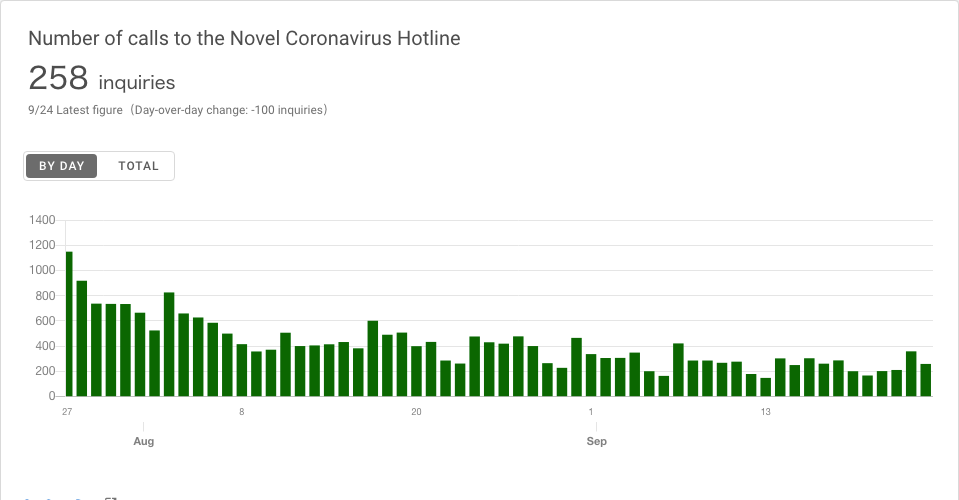 Number of calls to the Novel Coronavirus Hotline
258 inquiries
9/24 Latest figure（Day-over-day change: -100 inquiries）
BY DAY TOTAL
1400
1200
1000
800
600
400
200
0
27 8 20 1 13
Aug Sep